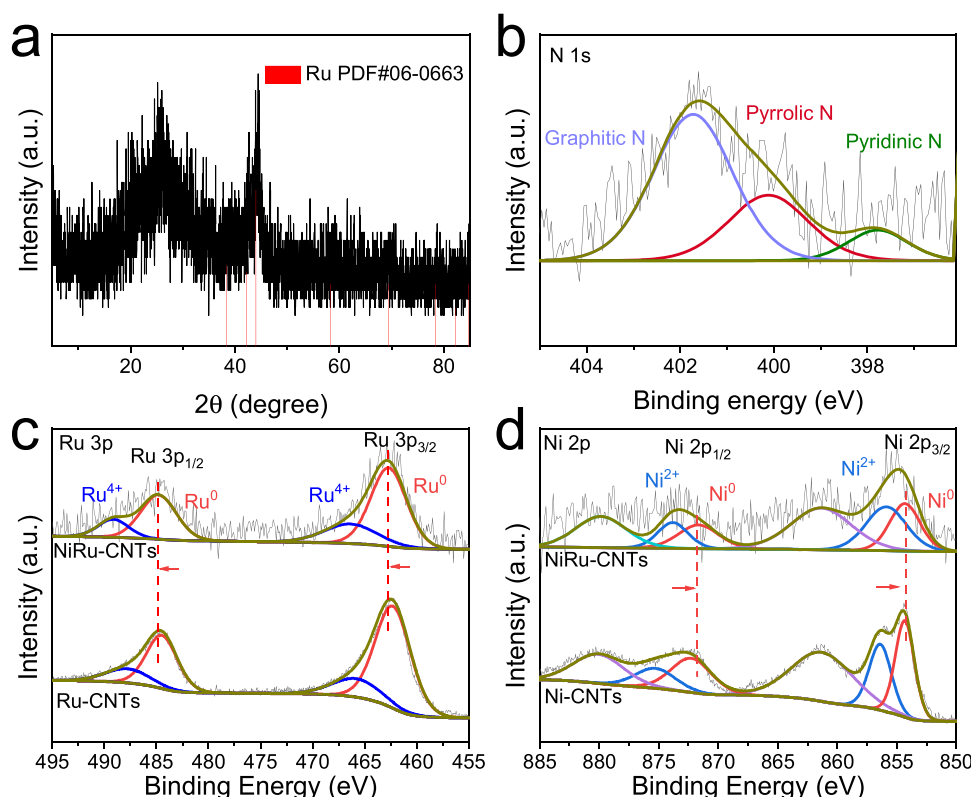 a
Ru PDF#06-0663
Intensity (a.u.)
20 40 60 80
2θ (degree)
b
N 1s
Graphitic N
Pyrrolic N
Pyridinic N
Intensity (a.u.)
404 402 400 398
Binding energy (eV)
c
Ru 3p
Ru 3p1/2
Ru 3p3/2
Ru4+
Ru0
Ru4+
Ru0
NiRu-CNTs
Ru-CNTs
Intensity (a.u.)
495 490 485 480 475 470 465 460 455
Binding Energy (eV)
d
Ni 2p
Ni 2p1/2
Ni 2p3/2
Ni2+
Ni0
Ni2+
Ni0
NiRu-CNTs
Ni-CNTs
Intensity (a.u.)
885 880 875 870 865 860 855 850
Binding Energy (eV)